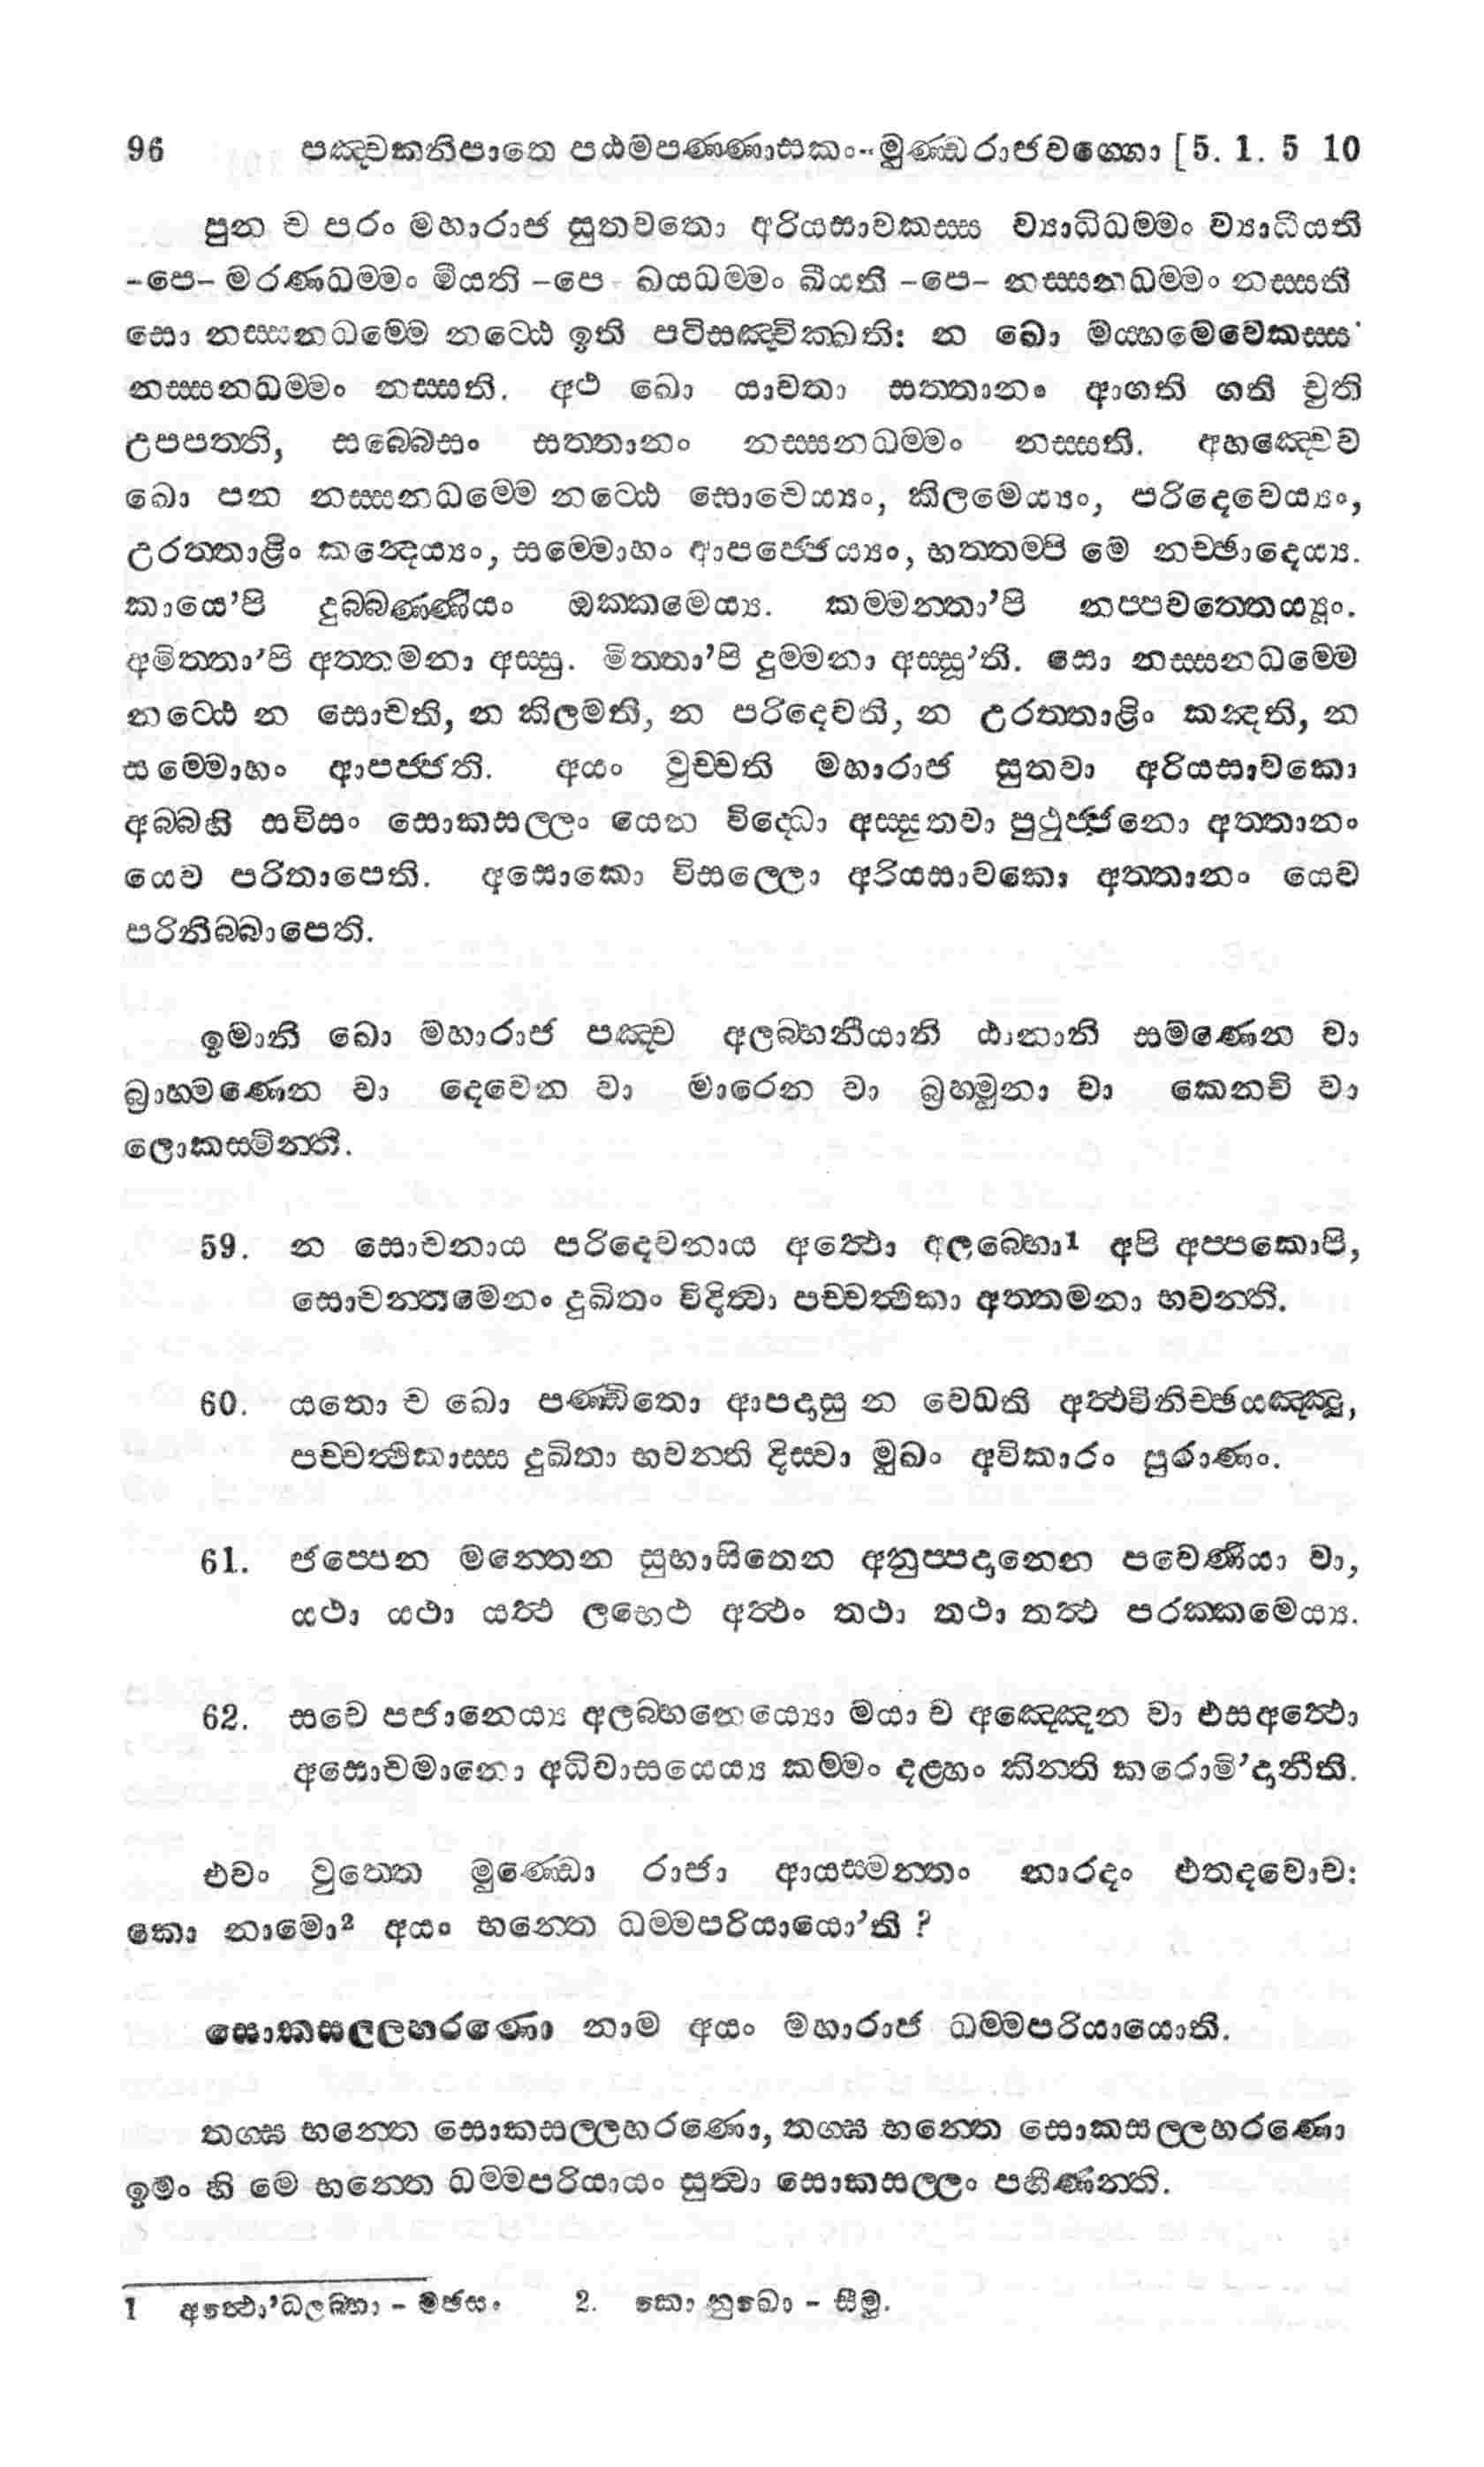 96 පඤ්චකනිපාතෙ පඨමපණ්ණාසකං--මුණ්ඩරාජවග්ගො [5. 1. 5 10
පුන ච පරං මහාරාජ සුතවතො අරියසාවකස්ස ව්‍යාධිධම්මං ව්‍යාධීයති
-පෙ- මරණධම්මං මීයති -පෙ - ඛයධම්මං ඛීයති -පෙ- නස්සනධම්මං නස්සති
සො නස්සනධම්මෙ නට්ඨෙ ඉති පටිසඤ්චික්ඛති: න ඛො මය්හමෙවෙකස්ස
නස්සනධම්මං නස්සති. අථ ඛො යාවතා සත්තානං ආගති ගති චුති
උපපත්ති, සබ්බෙසං සත්තානං නස්සනධම්මං නස්සති. අහඤ්චෙව
ඛො පන නස්සනධම්මෙ නට්ඨෙ සොචෙය්‍යං, කිලමෙය්‍යං, පරිදෙවෙය්‍යං,
උරත්තාළිං කන්දෙය්‍යං, සම්මොහං ආපජ්ජෙය්‍යං, භත්තම්පි මෙ නච්ඡාදෙය්‍ය.
කායෙ'පි දුබ්බණ්ණියං ඔක්කමෙය්‍ය. කම්මන්තා'පි නප්පවත්තෙය්‍යූං.
අමිත්තා'පි අත්තමනා අස්සු. මිත්තා'පි දුම්මනා අස්සූ'ති. සො නස්සනධම්මෙ
නට්ඨෙ න සොචති, න කිලමති, න පරිදෙවති, න උරත්තාළිං කන්දති, න
සම්මොහං ආපජ්ජති. අයං වුච්චති මහාරාජ සුතවා අරියසාවකො
අබ්බහි සවිසං සොකසල්ලං යෙන විද්ධො අස්සුතවා පුථුජ්ජනො අත්තානං
යෙව පරිතාපෙති. අසොකො විසල්ලො අරියසාවකො අත්තානං යෙව
පරිනිබ්බාපෙති.
ඉමානි ඛො මහාරාජ පඤ්ච අලබ්භනීයානි ඨානානි සමණෙන වා
බ්‍රාහ්මණෙන වා දෙවෙන වා මාරෙන වා බ්‍රහ්මුනා වා කෙනචි වා
ලොකස්මින්ති.
59. න සොචනාය පරිදෙවනාය අත්ථො අලබ්භො1 අපි අප්පකොපි,
සොචන්තමෙනං දුඛිතං විදිත්වා පච්චත්ථිකා අත්තමනා භවන්ති.
60. යතො ච ඛො පණ්ඩිතො ආපදාසු න වෙධති අත්ථවිනිච්ඡයඤ්ඤු,
පච්චත්ථිකාස්ස දුඛිතා භවන්ති දිස්වා මුඛං අවිකාරං පුරාණං.
61. ජප්පෙන මන්තෙන සුභාසිතෙන අනුප්පදානෙන පවෙණියා වා,
යථා යථා යත්ථ ලභෙථ අත්ථං තථා තථා තත්ථ පරක්කමෙය්‍ය.
62. සචෙ පජානෙය්‍ය අලබ්භනෙය්‍යො මයා ච අඤ්ඤෙන වා එසඅත්ථො
අසොචමානො අධිවාසයෙය්‍ය කම්මං දළ්හං කින්ති කරොමි'දානීති.
එවං වුත්තෙ මුණ්ඩො රාජා ආයස්මන්තං නාරදං එතදවොච:
කො නාමො2 අයං භන්තෙ ධම්මපරියායො'ති ?
සොකසල්ලහරණො නාම අයං මහාරාජ ධම්මපරියායොති.
තග්ඝ භන්තෙ සොකසල්ලහරණො, තග්ඝ භන්තෙ සොකසල්ලහරණො
ඉමං හි මෙ භන්තෙ ධම්මපරියායං සුත්වා සොකසල්ලං පහීණන්ති.
1 අත්ථො'ධලබ්භා - මජස. 2. කො නුඛො - සීමු.